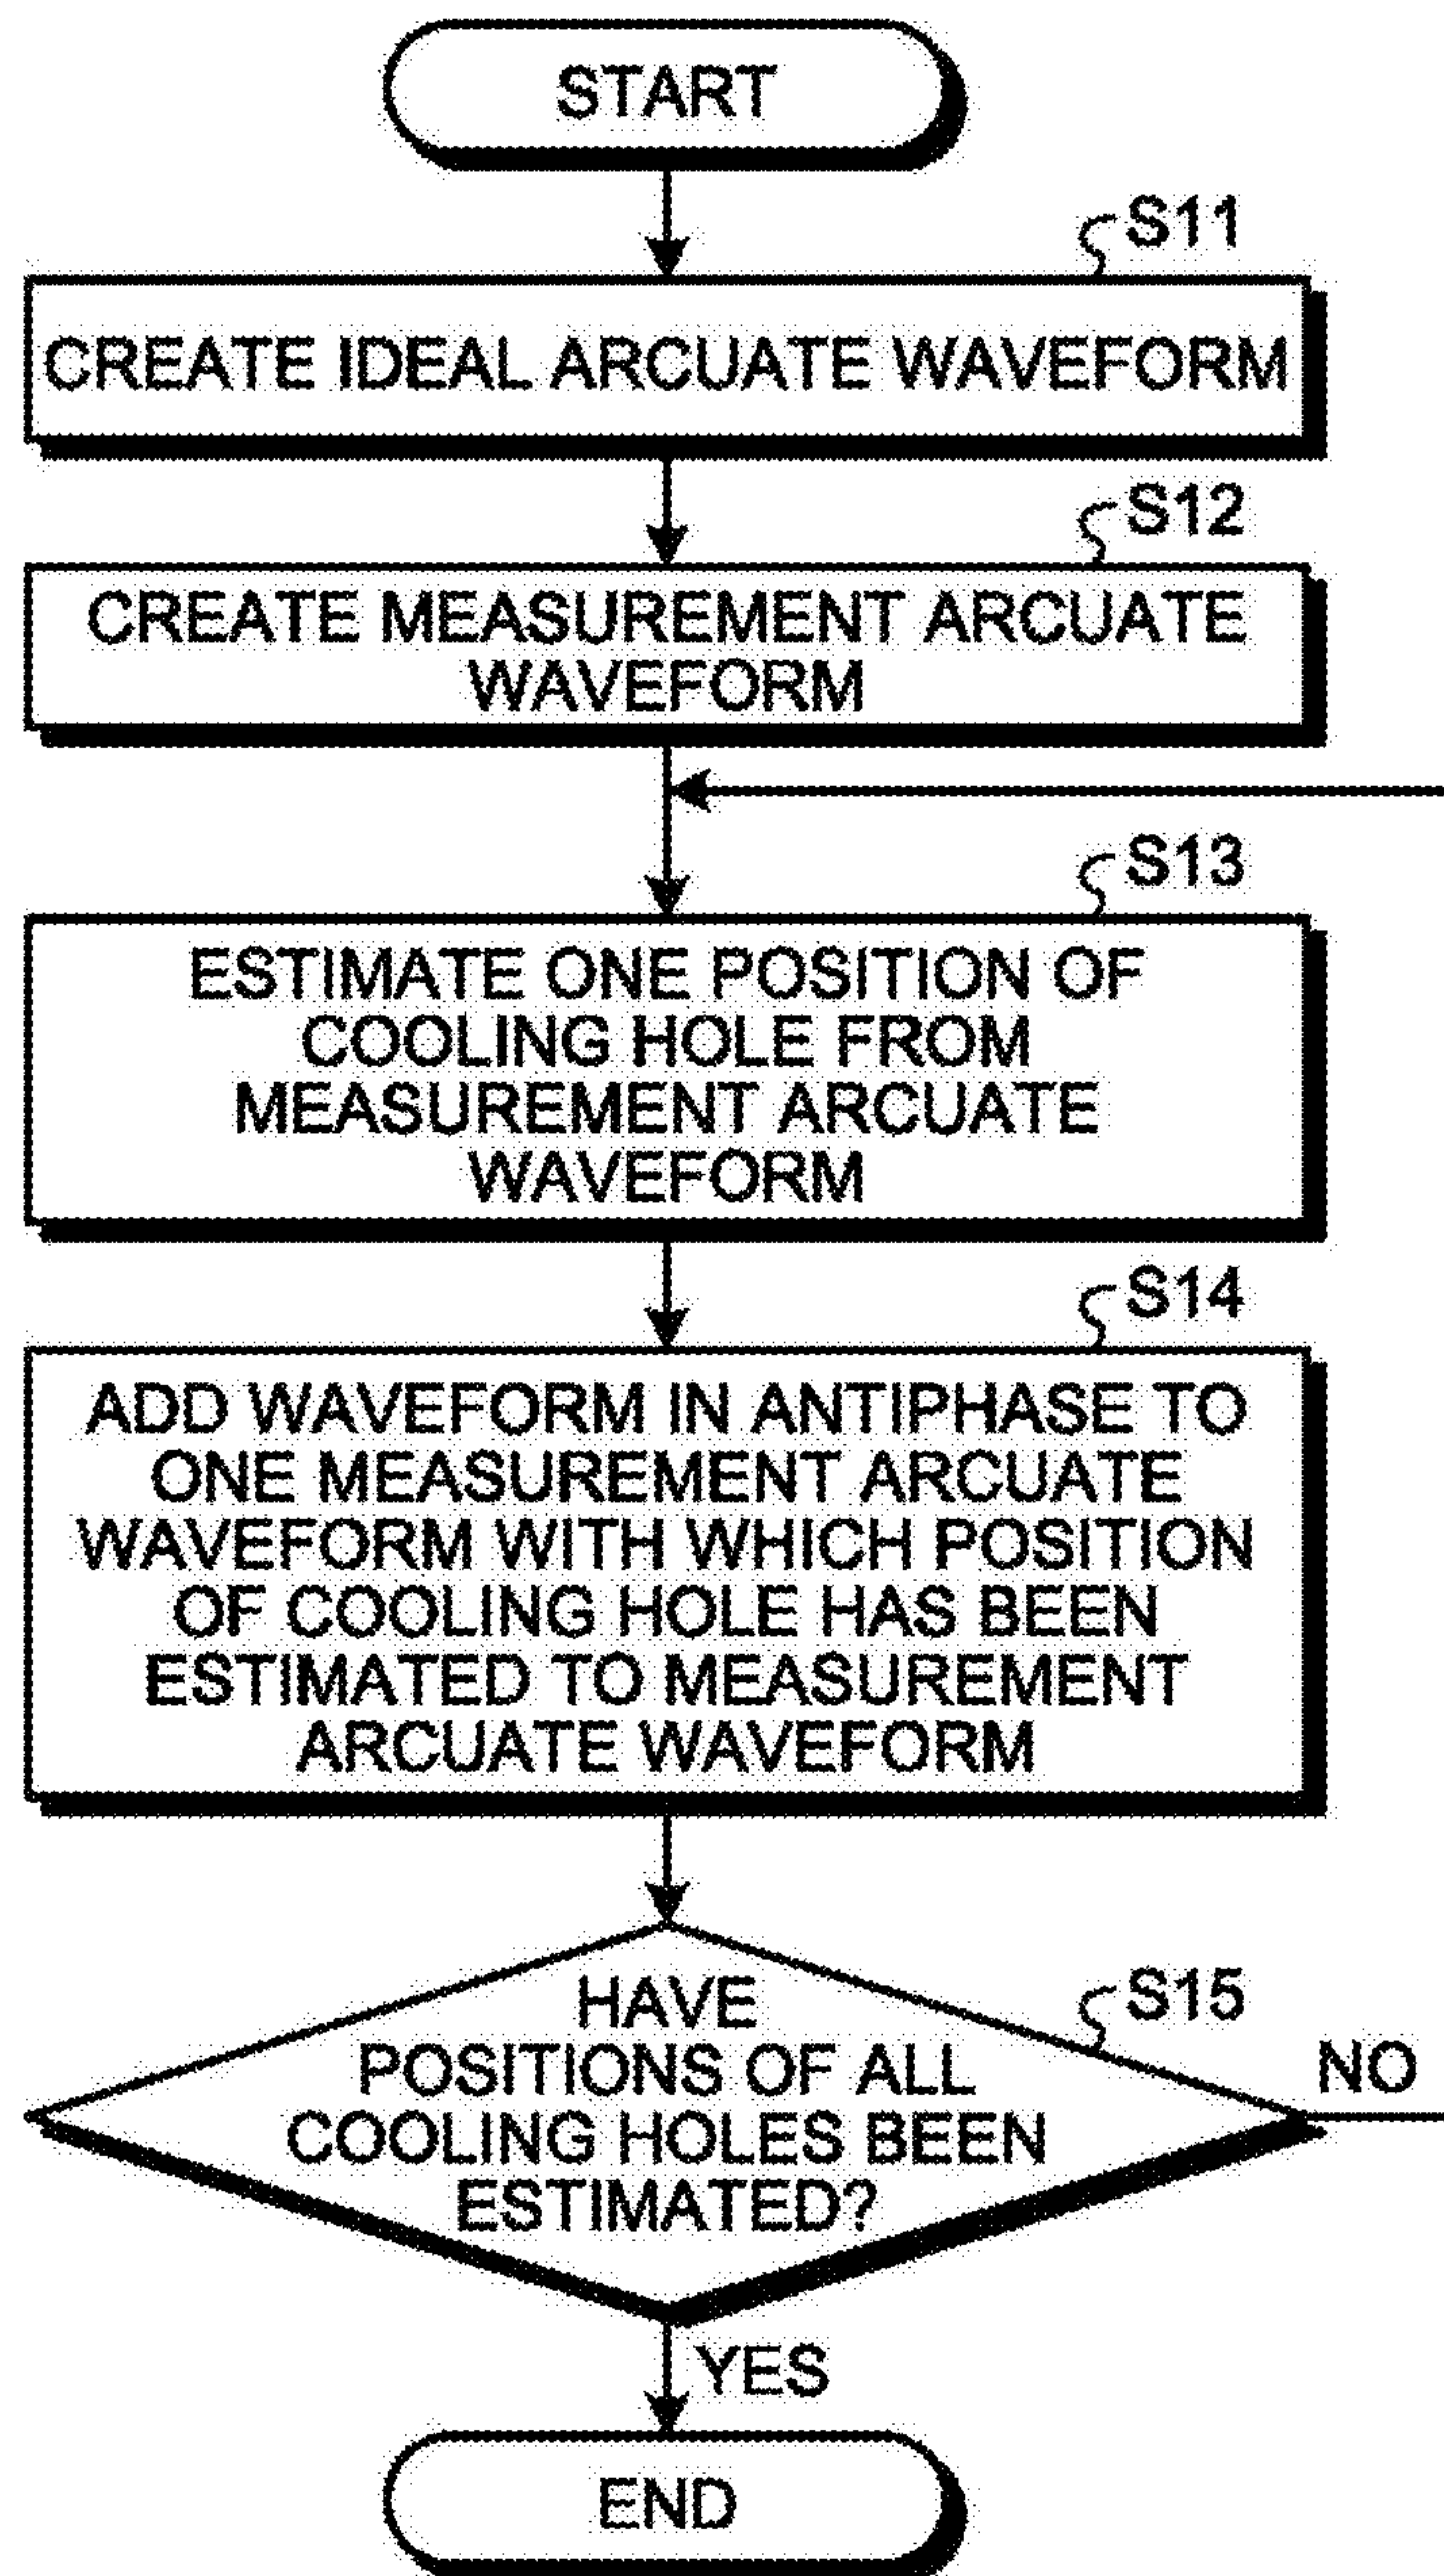 START
S11
CREATE IDEAL ARCUATE WAVEFORM
S12
CREATE MEASUREMENT ARCUATE
WAVEFORM
S13
ESTIMATE ONE POSITION OF
COOLING HOLE FROM
MEASUREMENT ARCUATE
WAVEFORM
S14
ADD WAVEFORM IN ANTIPHASE TO
ONE MEASUREMENT ARCUATE
WAVEFORM WITH WHICH POSITION
OF COOLING HOLE HAS BEEN
ESTIMATED TO MEASUREMENT
ARCUATE WAVEFORM
S15
HAVE
POSITIONS OF ALL
COOLING HOLES BEEN
ESTIMATED?
NO
YES
END